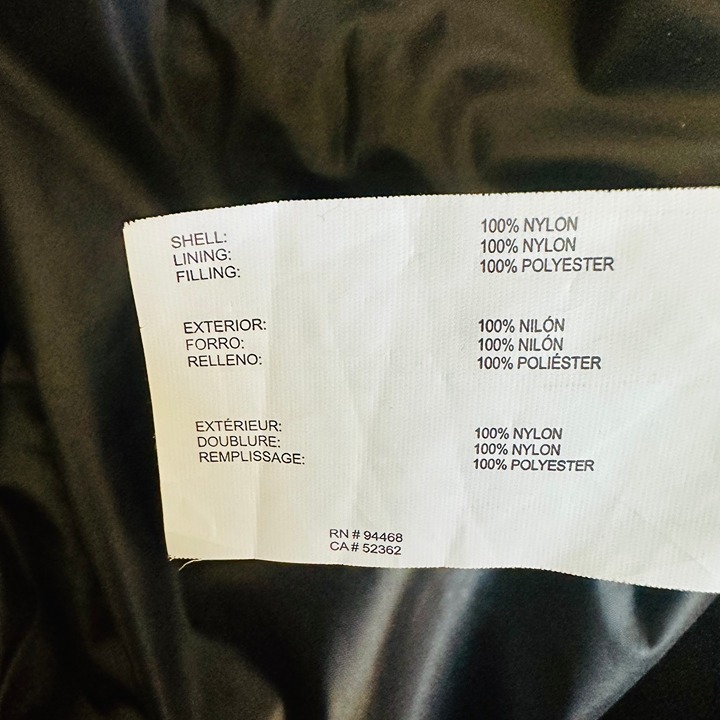 SHELL: 100% NYLON
LINING: 100% NYLON
FILLING: 100% POLYESTER
EXTERIOR: 100% NILÓN
FORRO: 100% NILÓN
RELLENO: 100% POLIÉSTER
EXTÉRIEUR: 100% NYLON
DOUBLURE: 100% NYLON
REMPLISSAGE: 100% POLYESTER
RN # 94468
CA # 52362